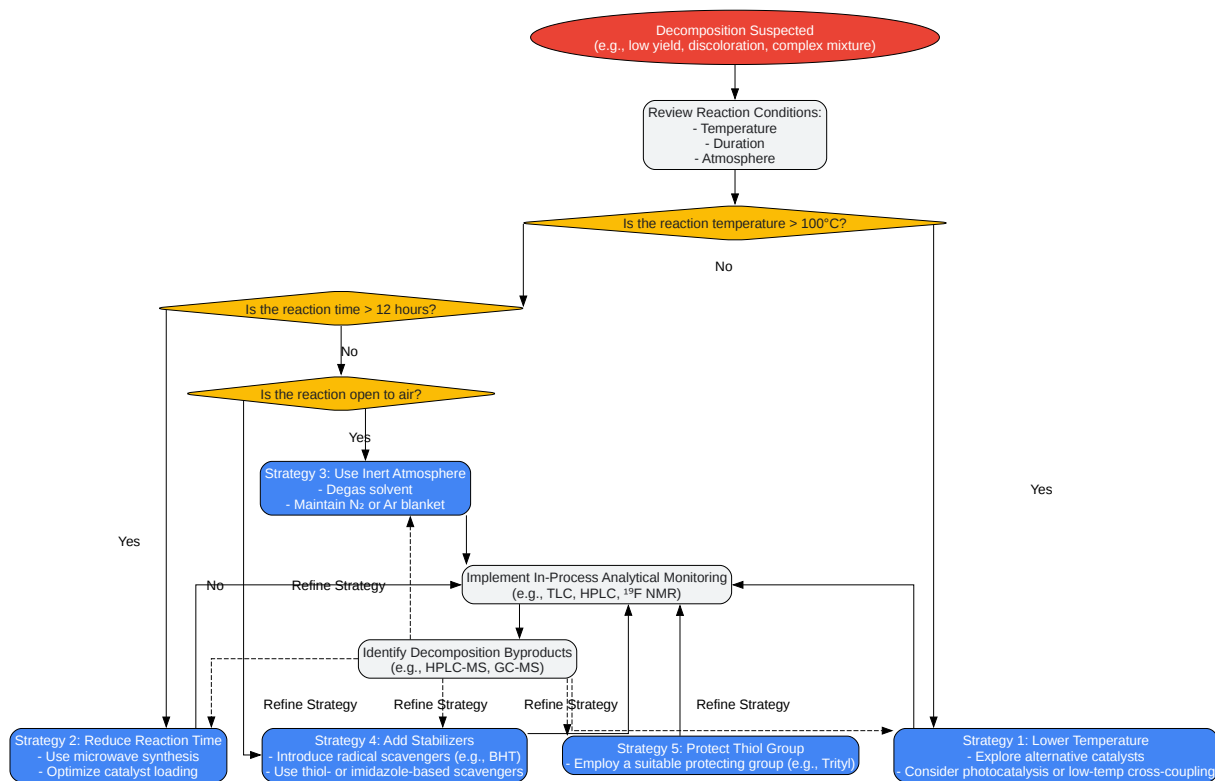 Decomposition Suspected
(e.g., low yield, discoloration, complex mixture)
Review Reaction Conditions:
- Temperature
- Duration
- Atmosphere
Is the reaction temperature > 100°C?
No
Is the reaction time > 12 hours?
No
Is the reaction open to air?
Yes
Strategy 3: Use Inert Atmosphere
- Degas solvent
- Maintain N₂ or Ar blanket
Yes
Yes
No
Refine Strategy
Implement In-Process Analytical Monitoring
(e.g., TLC, HPLC, ¹⁹F NMR)
Identify Decomposition Byproducts
(e.g., HPLC-MS, GC-MS)
Refine Strategy
Refine Strategy
Refine Strategy
Refine Strategy
Strategy 2: Reduce Reaction Time
- Use microwave synthesis
- Optimize catalyst loading
Strategy 4: Add Stabilizers
- Introduce radical scavengers (e.g., BHT)
- Use thiol- or imidazole-based scavengers
Strategy 5: Protect Thiol Group
- Employ a suitable protecting group (e.g., Trityl)
Strategy 1: Lower Temperature
- Explore alternative catalysts
- Consider photocatalysis or low-temp cross-coupling